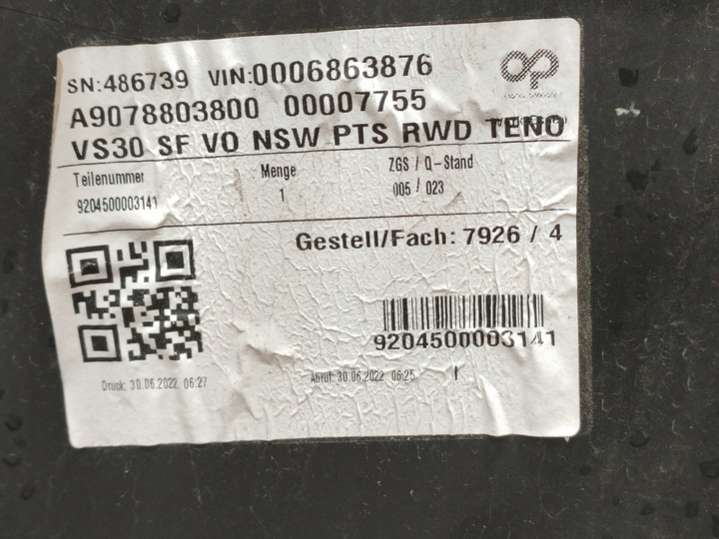 SN:486739 VIN:0006863876
A9078803800 00007755
VS30 SF VO NSW PTS RWD TENO
Teilenummer Menge ZGS / Q-Stand
9204500003141 1 005 / 023
Gestell/Fach: 7926 / 4
9204500003141
Druck: 30.06.2022 06:27 Abruf: 30.06.2022 06:25 1